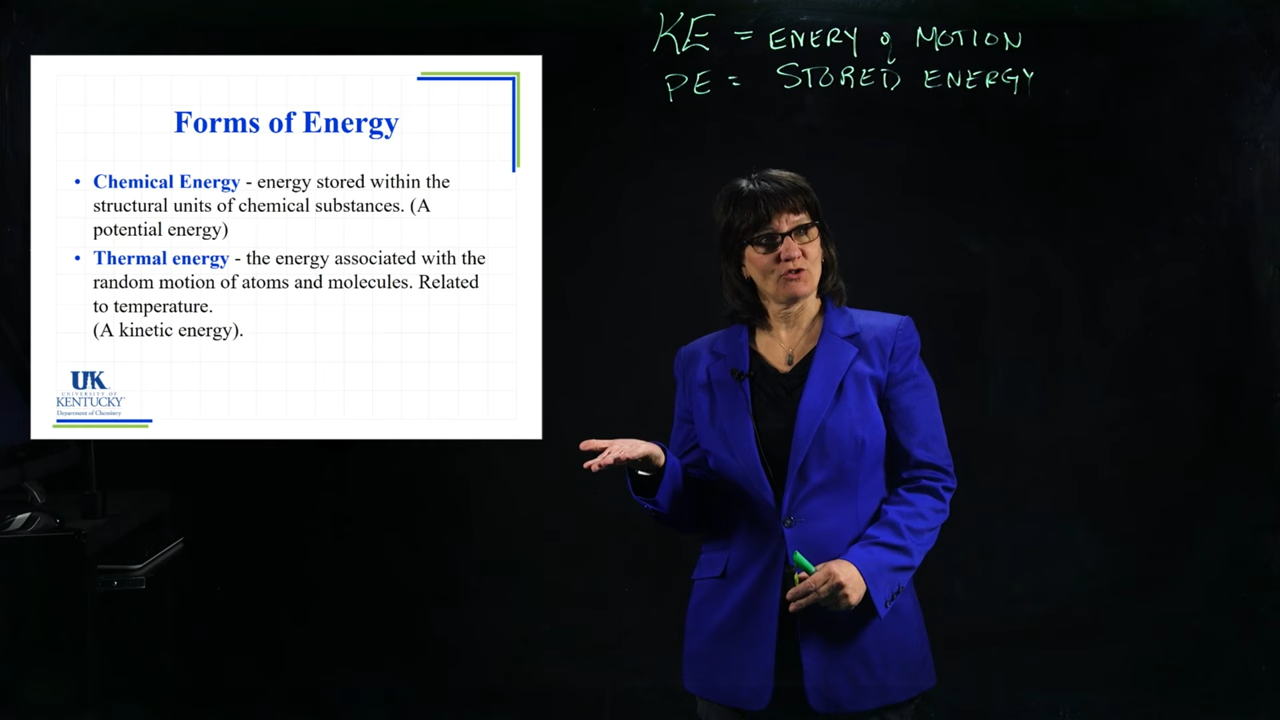 KE = ENERY of MOTION
PE = STORED ENERGY
Forms of Energy
• Chemical Energy - energy stored within the
structural units of chemical substances. (A
potential energy)
• Thermal energy - the energy associated with the
random motion of atoms and molecules. Related
to temperature.
(A kinetic energy).
UK
UNIVERSITY OF
KENTUCKY
Department of Chemistry